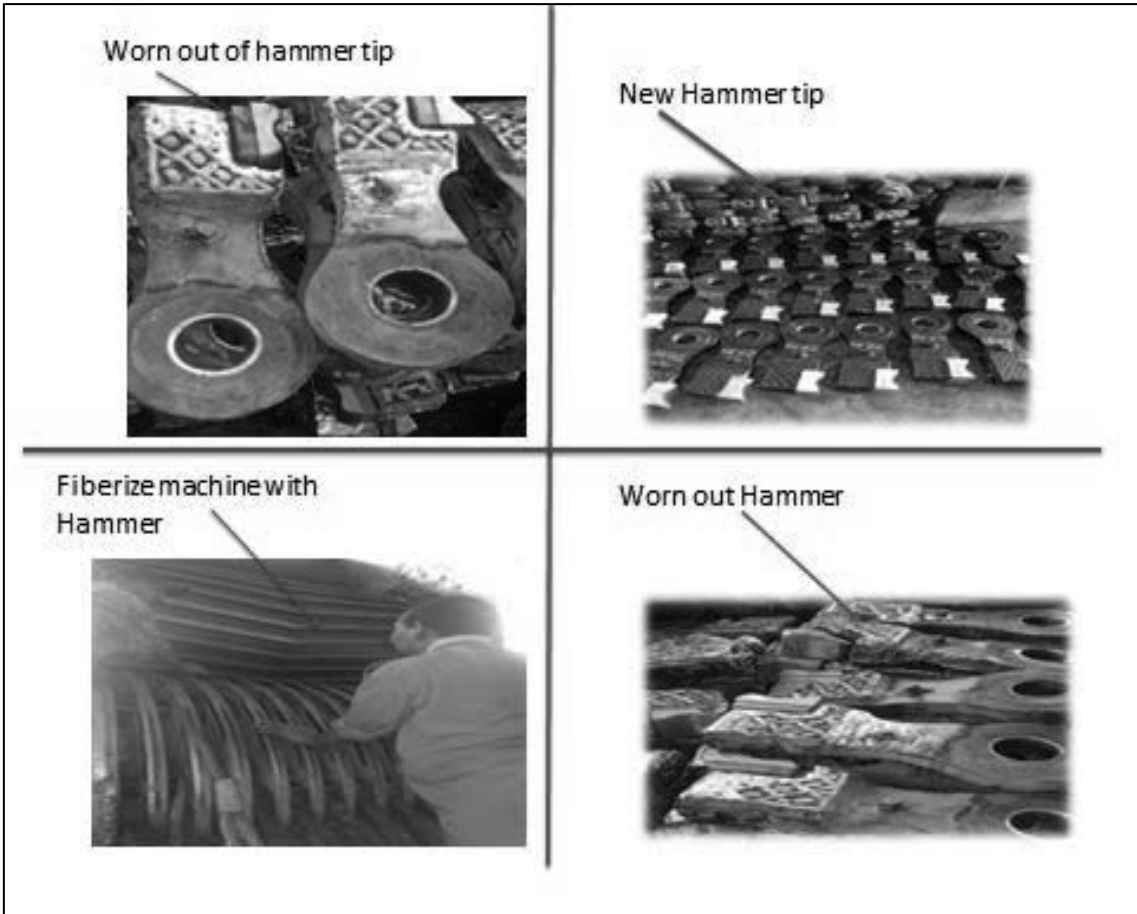 Worn out of hammer tip
New Hammer tip
Fiberize machine with
Hammer
Worn out Hammer